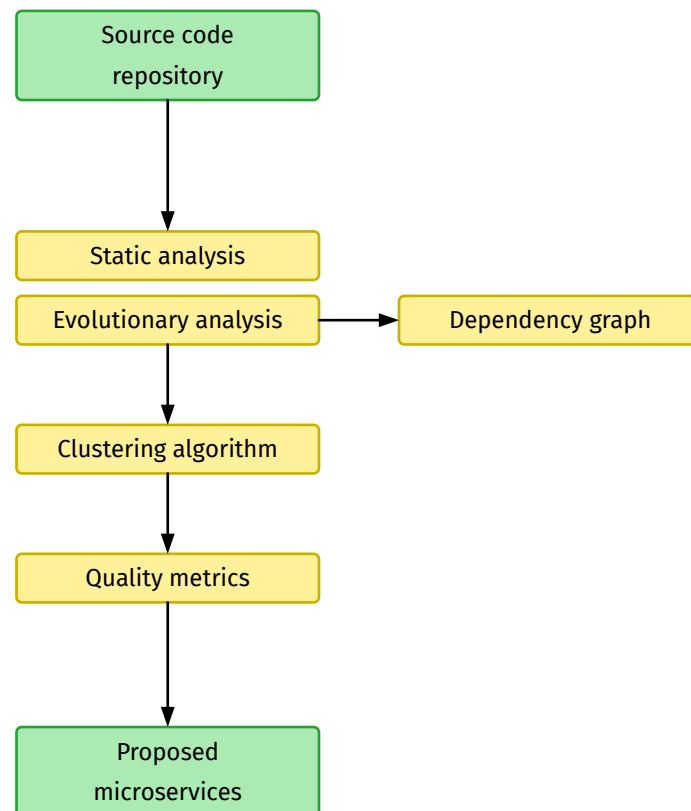 Source code
repository
Static analysis
Evolutionary analysis
Dependency graph
Clustering algorithm
Quality metrics
Proposed
microservices